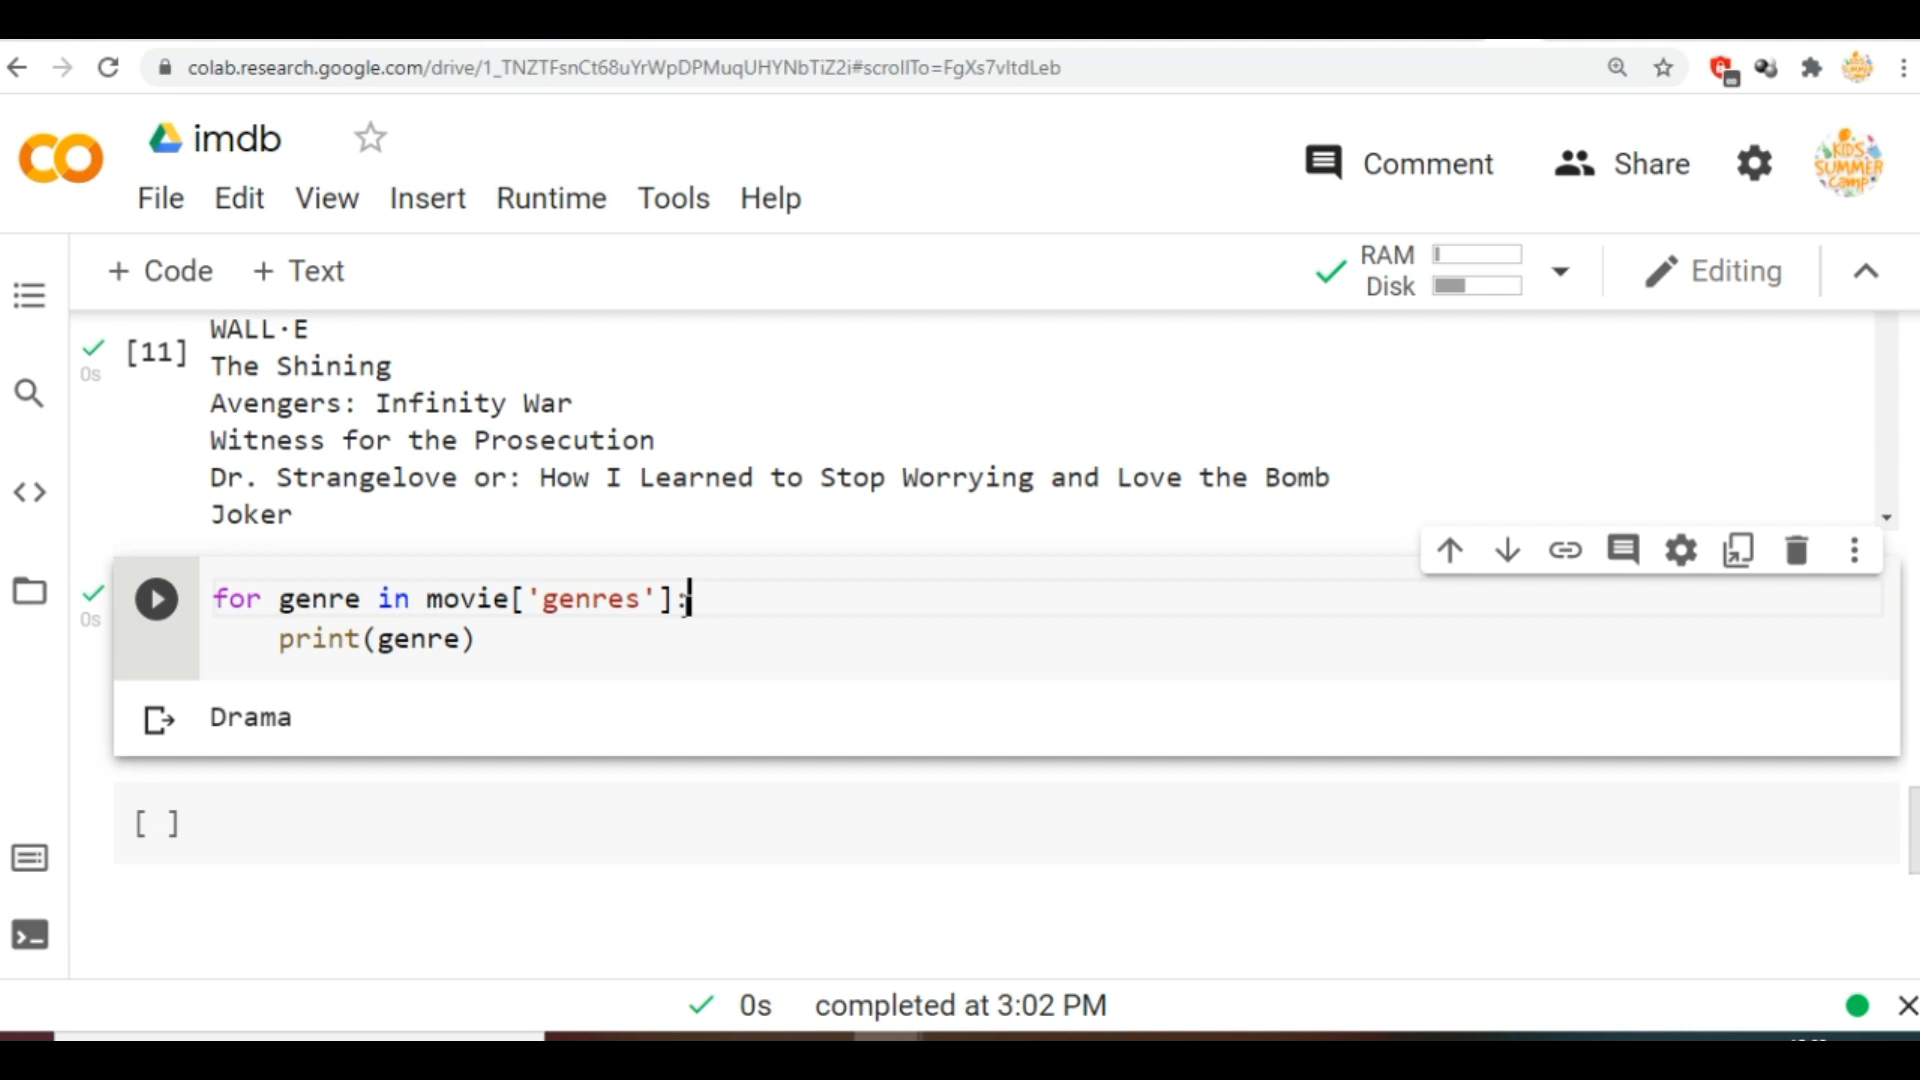 colab.research.google.com/drive/1_TNZTFsnCt68uYrWpDPMuqUHYNbTiZ2i#scrollTo=FgXs7vltdLeb
imdb
Comment Share
KIDS
SUMMER
Camp
File Edit View Insert Runtime Tools Help
+ Code + Text
RAM
Disk
Editing
[11]
0s
WALL·E
The Shining
Avengers: Infinity War
Witness for the Prosecution
Dr. Strangelove or: How I Learned to Stop Worrying and Love the Bomb
Joker
0s
for genre in movie['genres']:
print(genre)
Drama
[ ]
0s completed at 3:02 PM